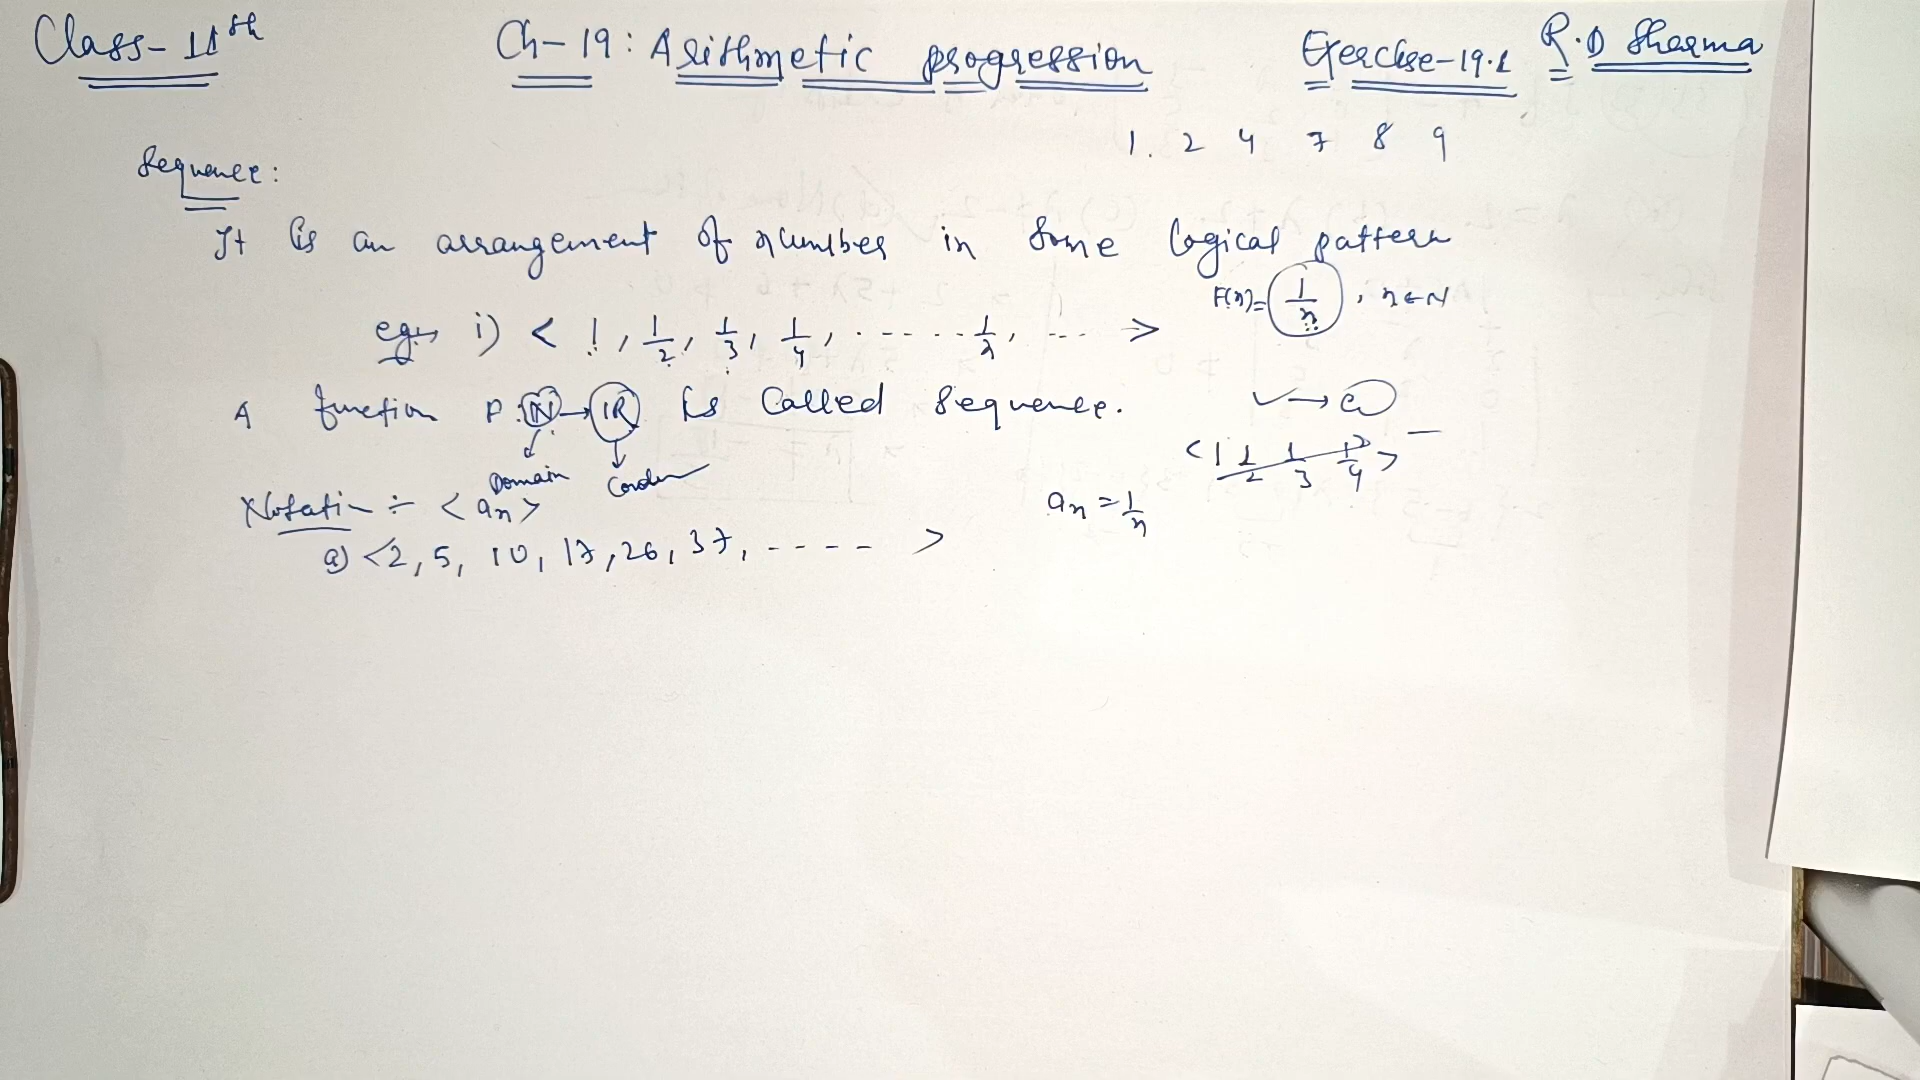 Class-11th Ch-19: Arithmetic progression Exercise-19.1 R.D Sharma
1. 2 4 7 8 9
Sequence:
It is an arrangement of number in some logical pattern
F(n)= 1/n, n∈N
eg, i) < 1, 1/2, 1/3, 1/4, ..... 1/n, ... >
A function F:N→IR is called Sequence.
Domain
< 1 1/2 1/3 1/4 >
Notation ÷ <an>
an = 1/n
a) <2, 5, 10, 17, 26, 37, ---- >